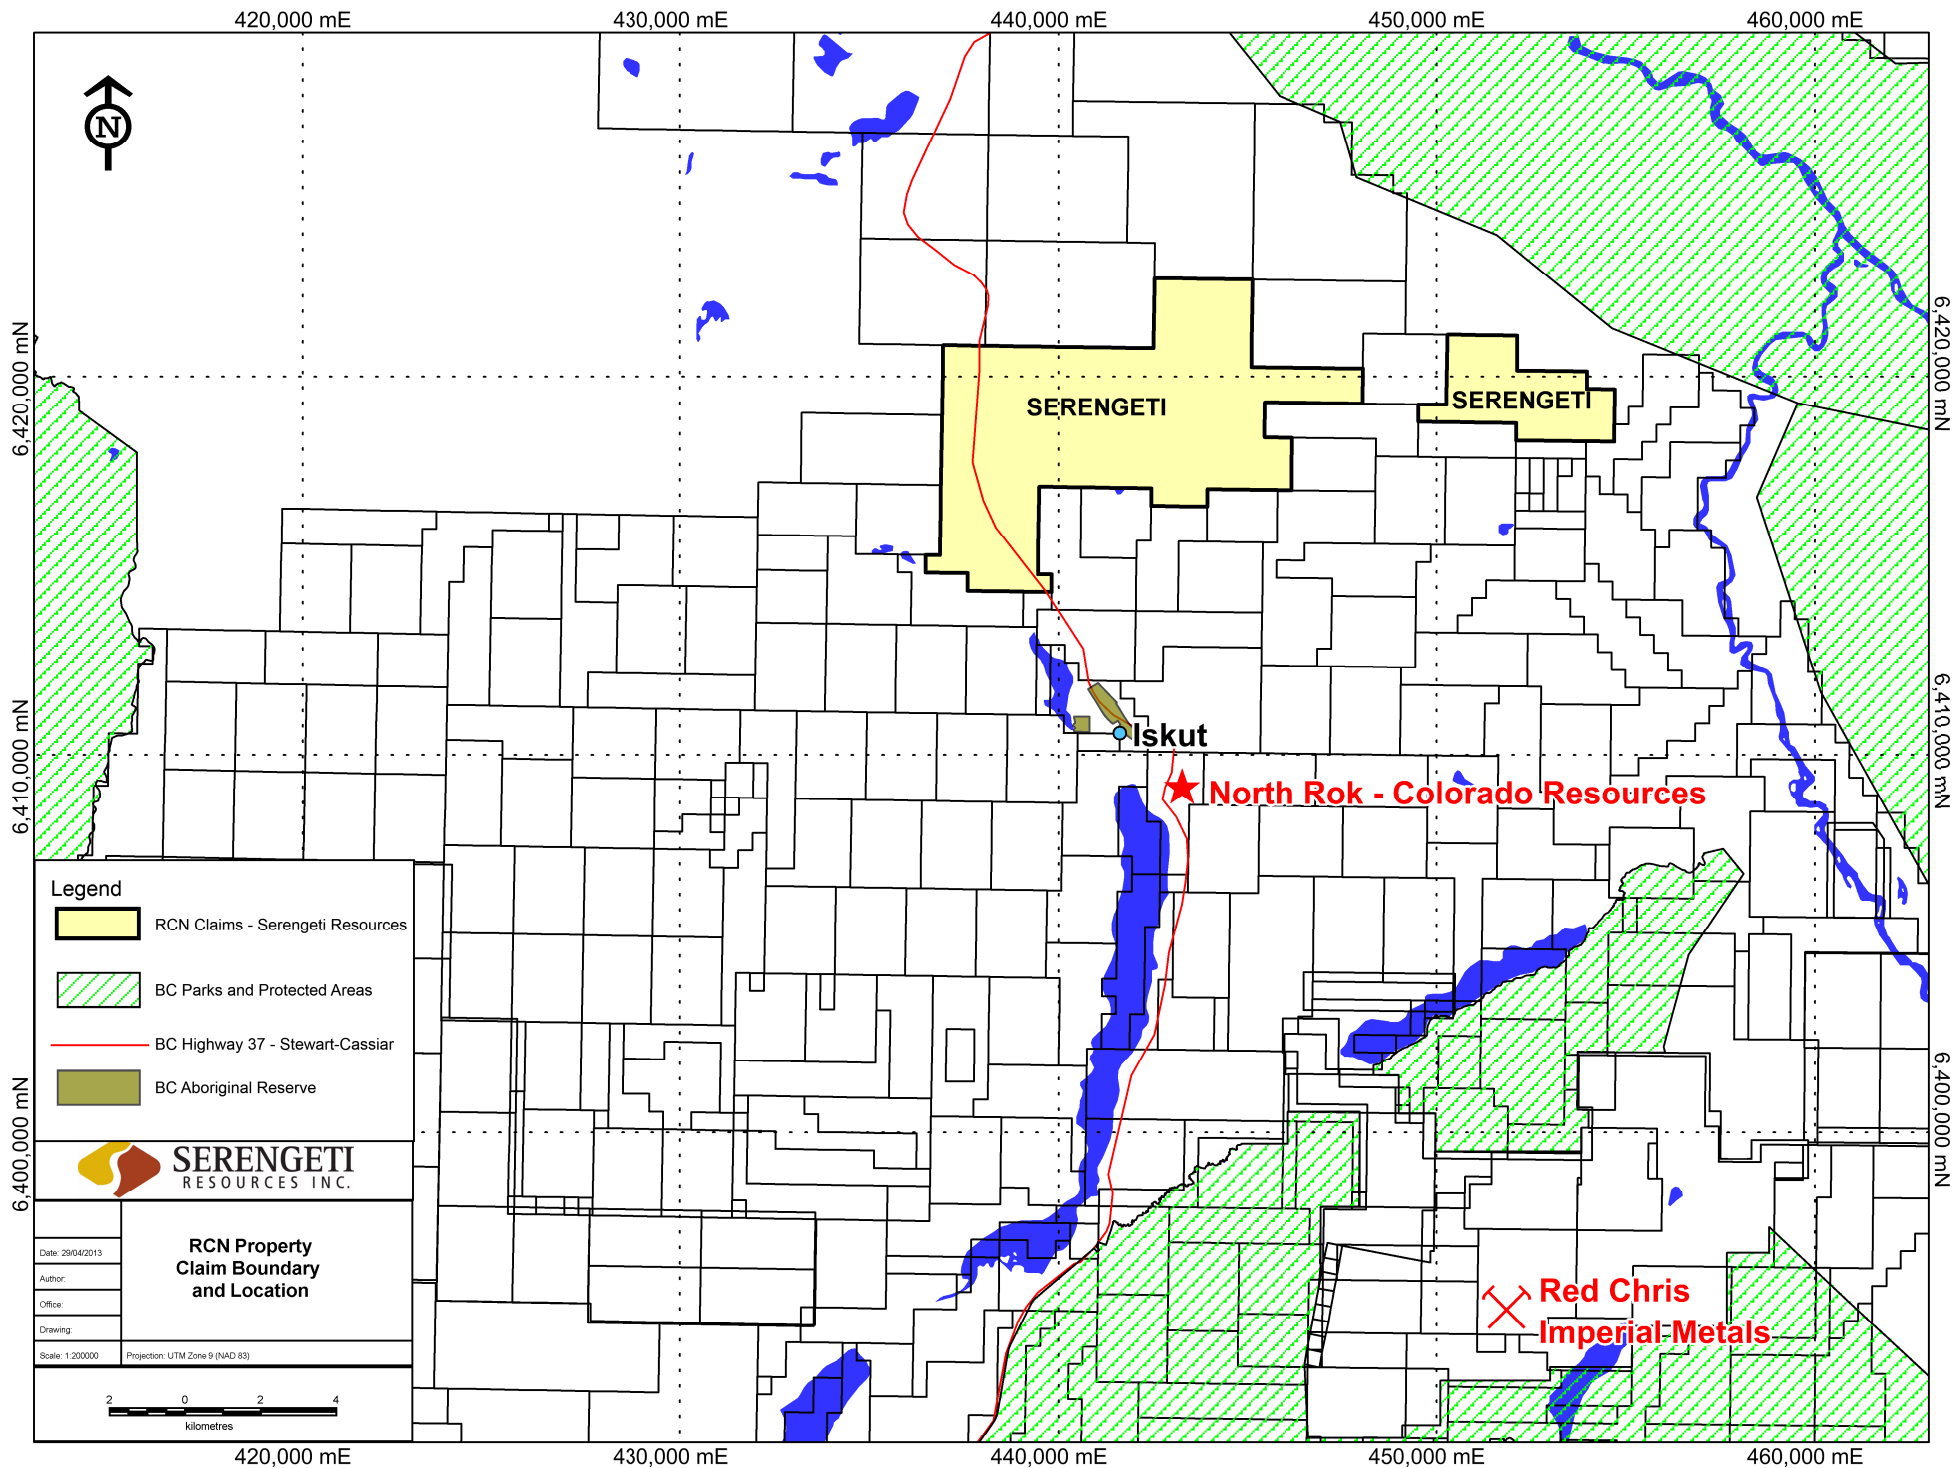 420,000 mE
430,000 mE
440,000 mE
450,000 mE
460,000 mE
N
6,420,000 mN
6,420,000 mN
SERENGETI
SERENGETI
6,410,000 mN
6,410,000 mN
Iskut
North Rok - Colorado Resources
Legend
RCN Claims - Serengeti Resources
BC Parks and Protected Areas
BC Highway 37 - Stewart-Cassiar
BC Aboriginal Reserve
6,400,000 mN
6,400,000 mN
SERENGETI
RESOURCES INC.
RCN Property
Claim Boundary
and Location
Date: 29/04/2013
Author:
Office:
Drawing:
Scale: 1:200000
Projection: UTM Zone 9 (NAD 83)
Red Chris
Imperial Metals
2 0 2 4
kilometres
420,000 mE
430,000 mE
440,000 mE
450,000 mE
460,000 mE